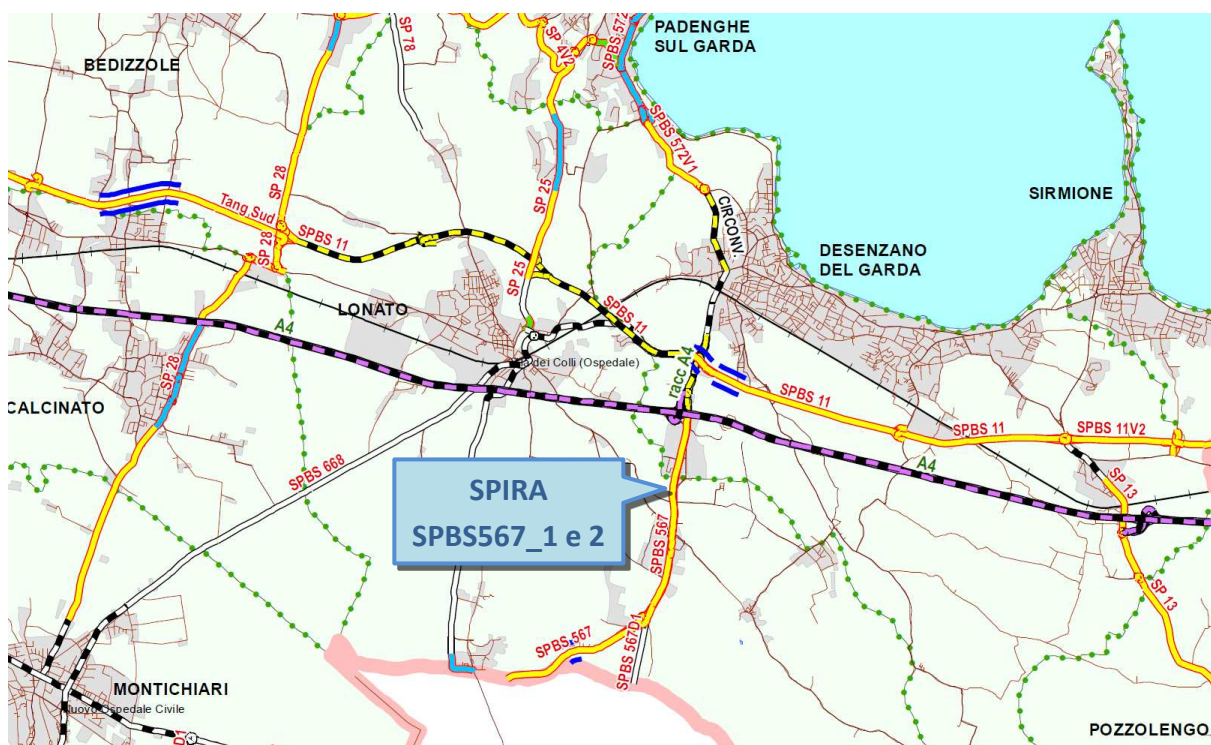 PADENGHE
SUL GARDA
SPBS 572
SP 4V2
SP 78
BEDIZZOLE
SPBS 572V1
SP 28
SP 25
SIRMIONE
CIRCONV.
Tang.Sud
SPBS 11
SP 28
DESENZANO
DEL GARDA
SP 25
LONATO
SPBS 11
A4
dei Colli (Ospedale)
racc A4
SP 28
SPBS 11
CALCINATO
SPBS 11
SPBS 11V2
A4
SPBS 668
SP 13
SPIRA
SPBS567_1 e 2
SPBS 567
SP 13
SPBS 567
SPBS 567D1
MONTICHIARI
Nuovo Ospedale Civile
D1
POZZOLENGO